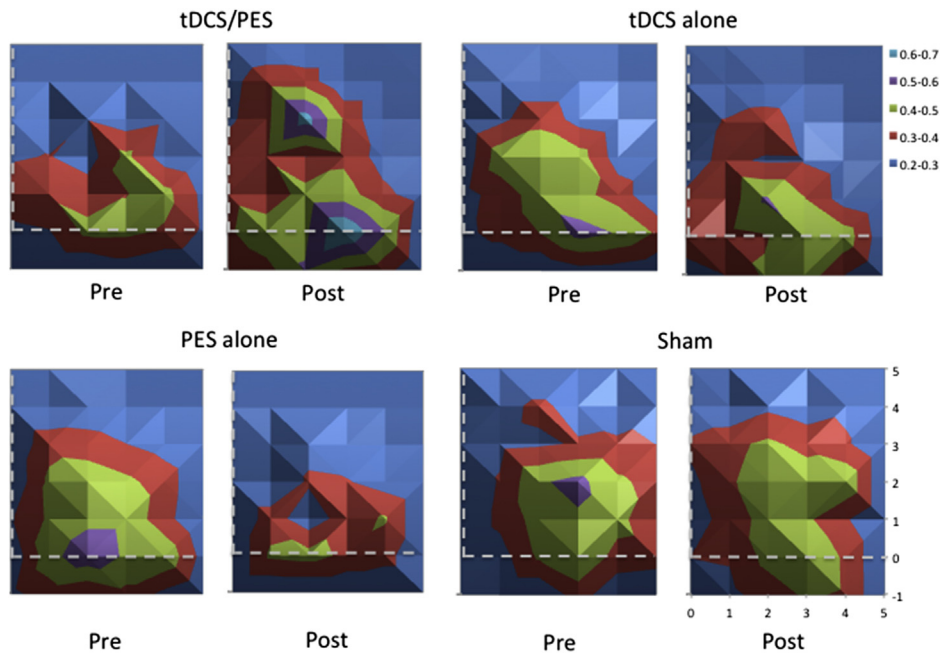 tDCS/PES
tDCS alone
0.6-0.7
0.5-0.6
0.4-0.5
0.3-0.4
0.2-0.3
Pre
Post
Pre
Post
PES alone
Sham
5
4
3
2
1
0
-1
0 1 2 3 4 5
Pre
Post
Pre
Post